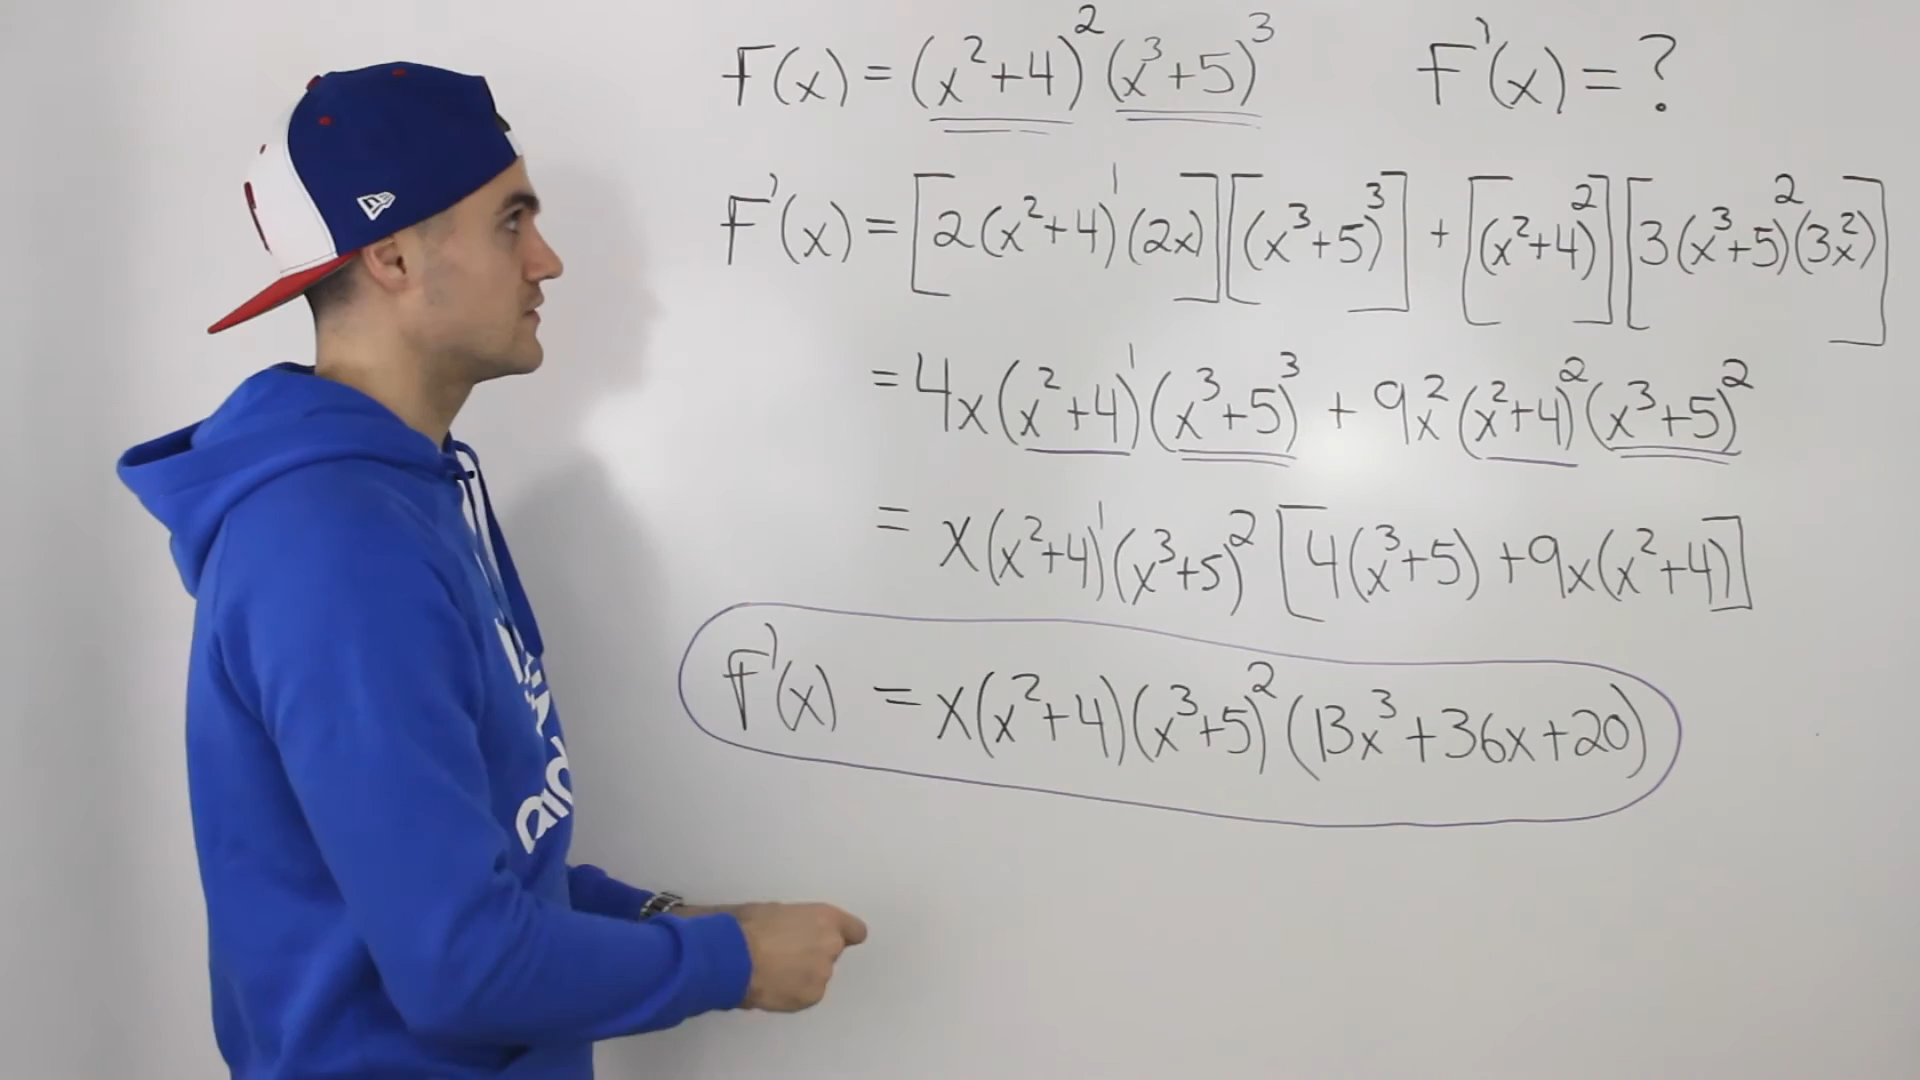 F(x) = (x²+4)²(x³+5)³ F'(x) = ?
F'(x) = [2(x²+4)¹(2x)][(x³+5)³] + [(x²+4)²][3(x³+5)²(3x²)]
= 4x(x²+4)¹(x³+5)³ + 9x²(x²+4)²(x³+5)²
= x(x²+4)¹(x³+5)² [4(x³+5) + 9x(x²+4)]
F'(x) = x(x²+4)(x³+5)²(13x³+36x+20)